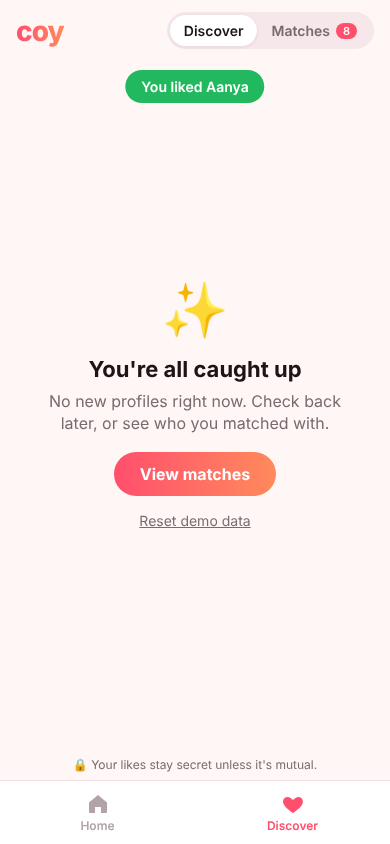 coy
Discover
Matches 8
You liked Aanya
You're all caught up
No new profiles right now. Check back
later, or see who you matched with.
View matches
Reset demo data
🔒 Your likes stay secret unless it's mutual.
Home
Discover